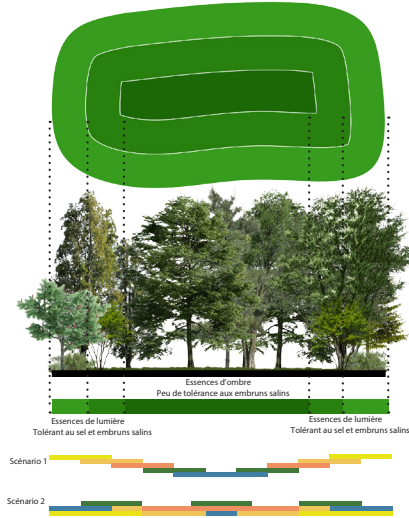 Essences d'ombre
Peu de tolérance aux embruns salins
Essences de lumière
Tolérant au sel et embruns salins
Essences de lumière
Tolérant au sel et embruns salins
Scénario 1
Scénario 2